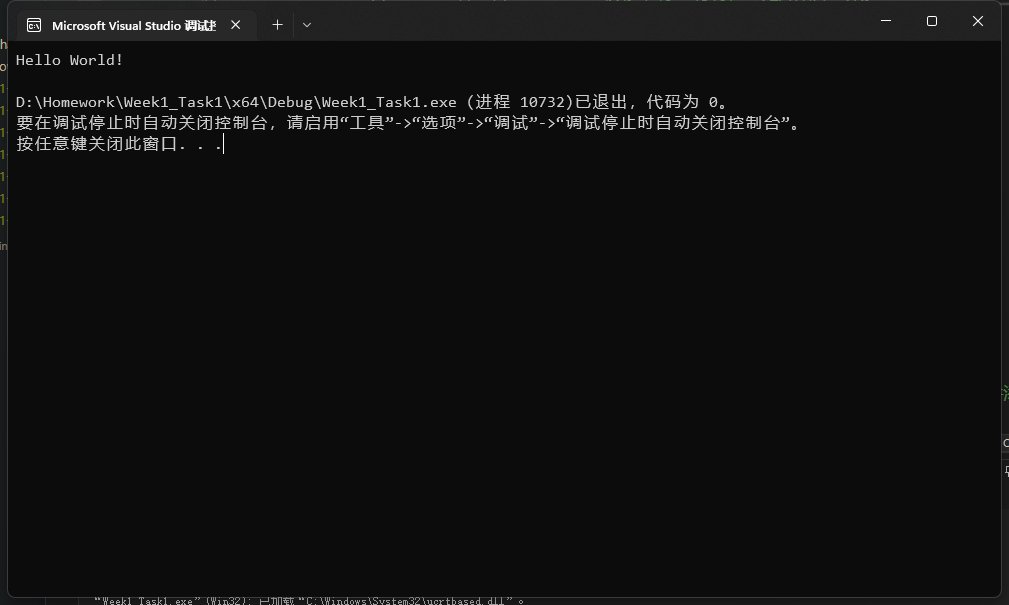 Microsoft Visual Studio 调试
Hello World!
D:\Homework\Week1_Task1\x64\Debug\Week1_Task1.exe (进程 10732)已退出，代码为 0。
要在调试停止时自动关闭控制台，请启用“工具”->“选项”->“调试”->“调试停止时自动关闭控制台”。
按任意键关闭此窗口. . .
“Week1_Task1.exe” (Win32): 已加载 “C:\Windows\System32\ucrtbased.dll”。